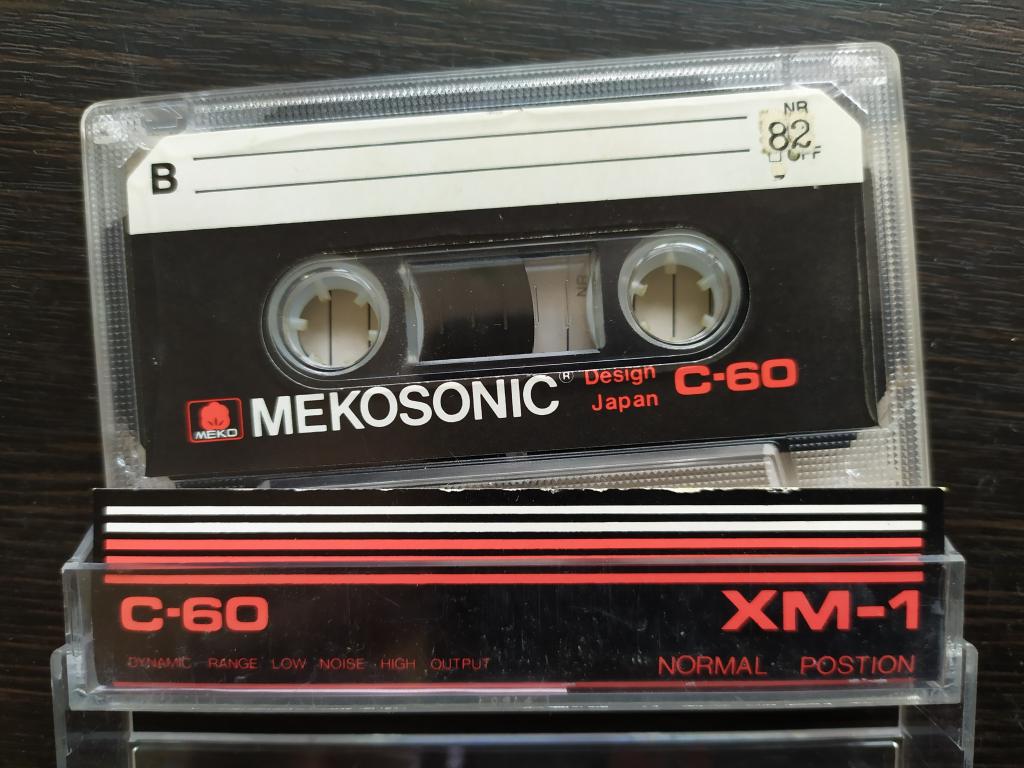 B
NR
82
OFF
NR
MEKO
MEKOSONIC®
Design
Japan
C-60
C-60
XM-1
DYNAMIC RANGE LOW NOISE HIGH OUTPUT
NORMAL POSTION